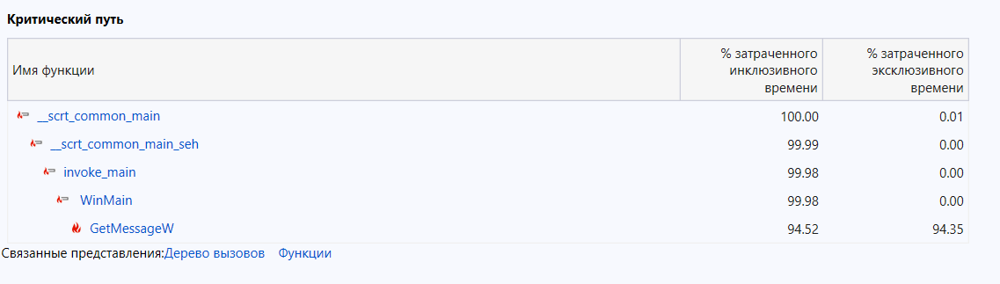 Критический путь
Имя функции
% затраченного
инклюзивного
времени
% затраченного
эксклюзивного
времени
__scrt_common_main 100.00 0.01
__scrt_common_main_seh 99.99 0.00
invoke_main 99.98 0.00
WinMain 99.98 0.00
GetMessageW 94.52 94.35
Связанные представления:Дерево вызовов Функции